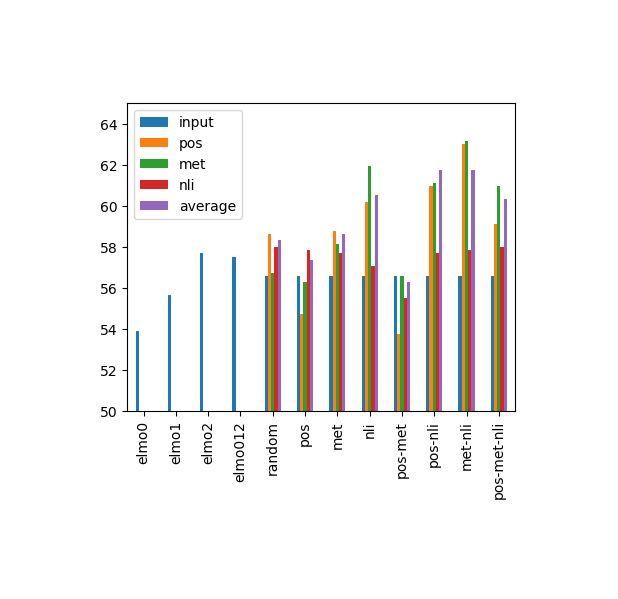 64
62
60
58
56
54
52
50
input
pos
met
nli
average
elmo0
elmo1
elmo2
elmo012
random
pos
met
nli
pos-met
pos-nli
met-nli
pos-met-nli